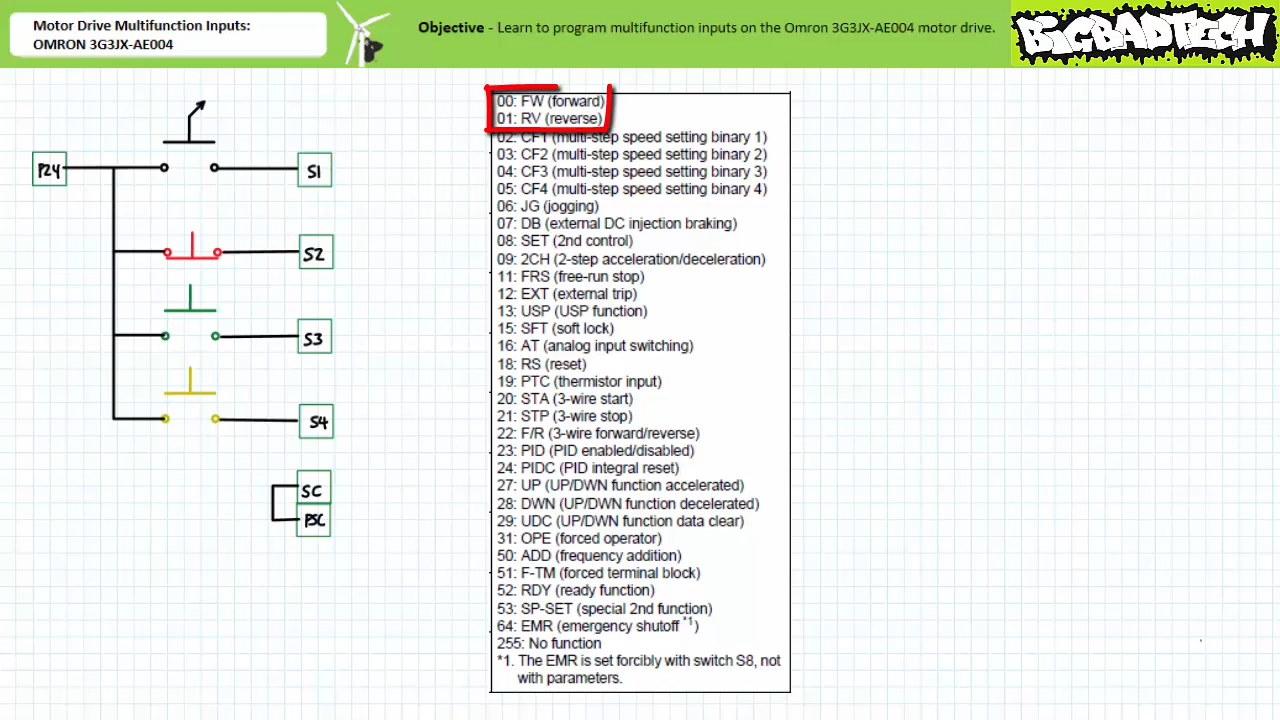 Motor Drive Multifunction Inputs:
OMRON 3G3JX-AE004
Objective - Learn to program multifunction inputs on the Omron 3G3JX-AE004 motor drive.
BIGBADTECH
P24
S1
S2
S3
S4
SC
PSC
00: FW (forward)
01: RV (reverse)
02: CF1 (multi-step speed setting binary 1)
03: CF2 (multi-step speed setting binary 2)
04: CF3 (multi-step speed setting binary 3)
05: CF4 (multi-step speed setting binary 4)
06: JG (jogging)
07: DB (external DC injection braking)
08: SET (2nd control)
09: 2CH (2-step acceleration/deceleration)
11: FRS (free-run stop)
12: EXT (external trip)
13: USP (USP function)
15: SFT (soft lock)
16: AT (analog input switching)
18: RS (reset)
19: PTC (thermistor input)
20: STA (3-wire start)
21: STP (3-wire stop)
22: F/R (3-wire forward/reverse)
23: PID (PID enabled/disabled)
24: PIDC (PID integral reset)
27: UP (UP/DWN function accelerated)
28: DWN (UP/DWN function decelerated)
29: UDC (UP/DWN function data clear)
31: OPE (forced operator)
50: ADD (frequency addition)
51: F-TM (forced terminal block)
52: RDY (ready function)
53: SP-SET (special 2nd function)
64: EMR (emergency shutoff *1)
255: No function
*1. The EMR is set forcibly with switch S8, not
with parameters.